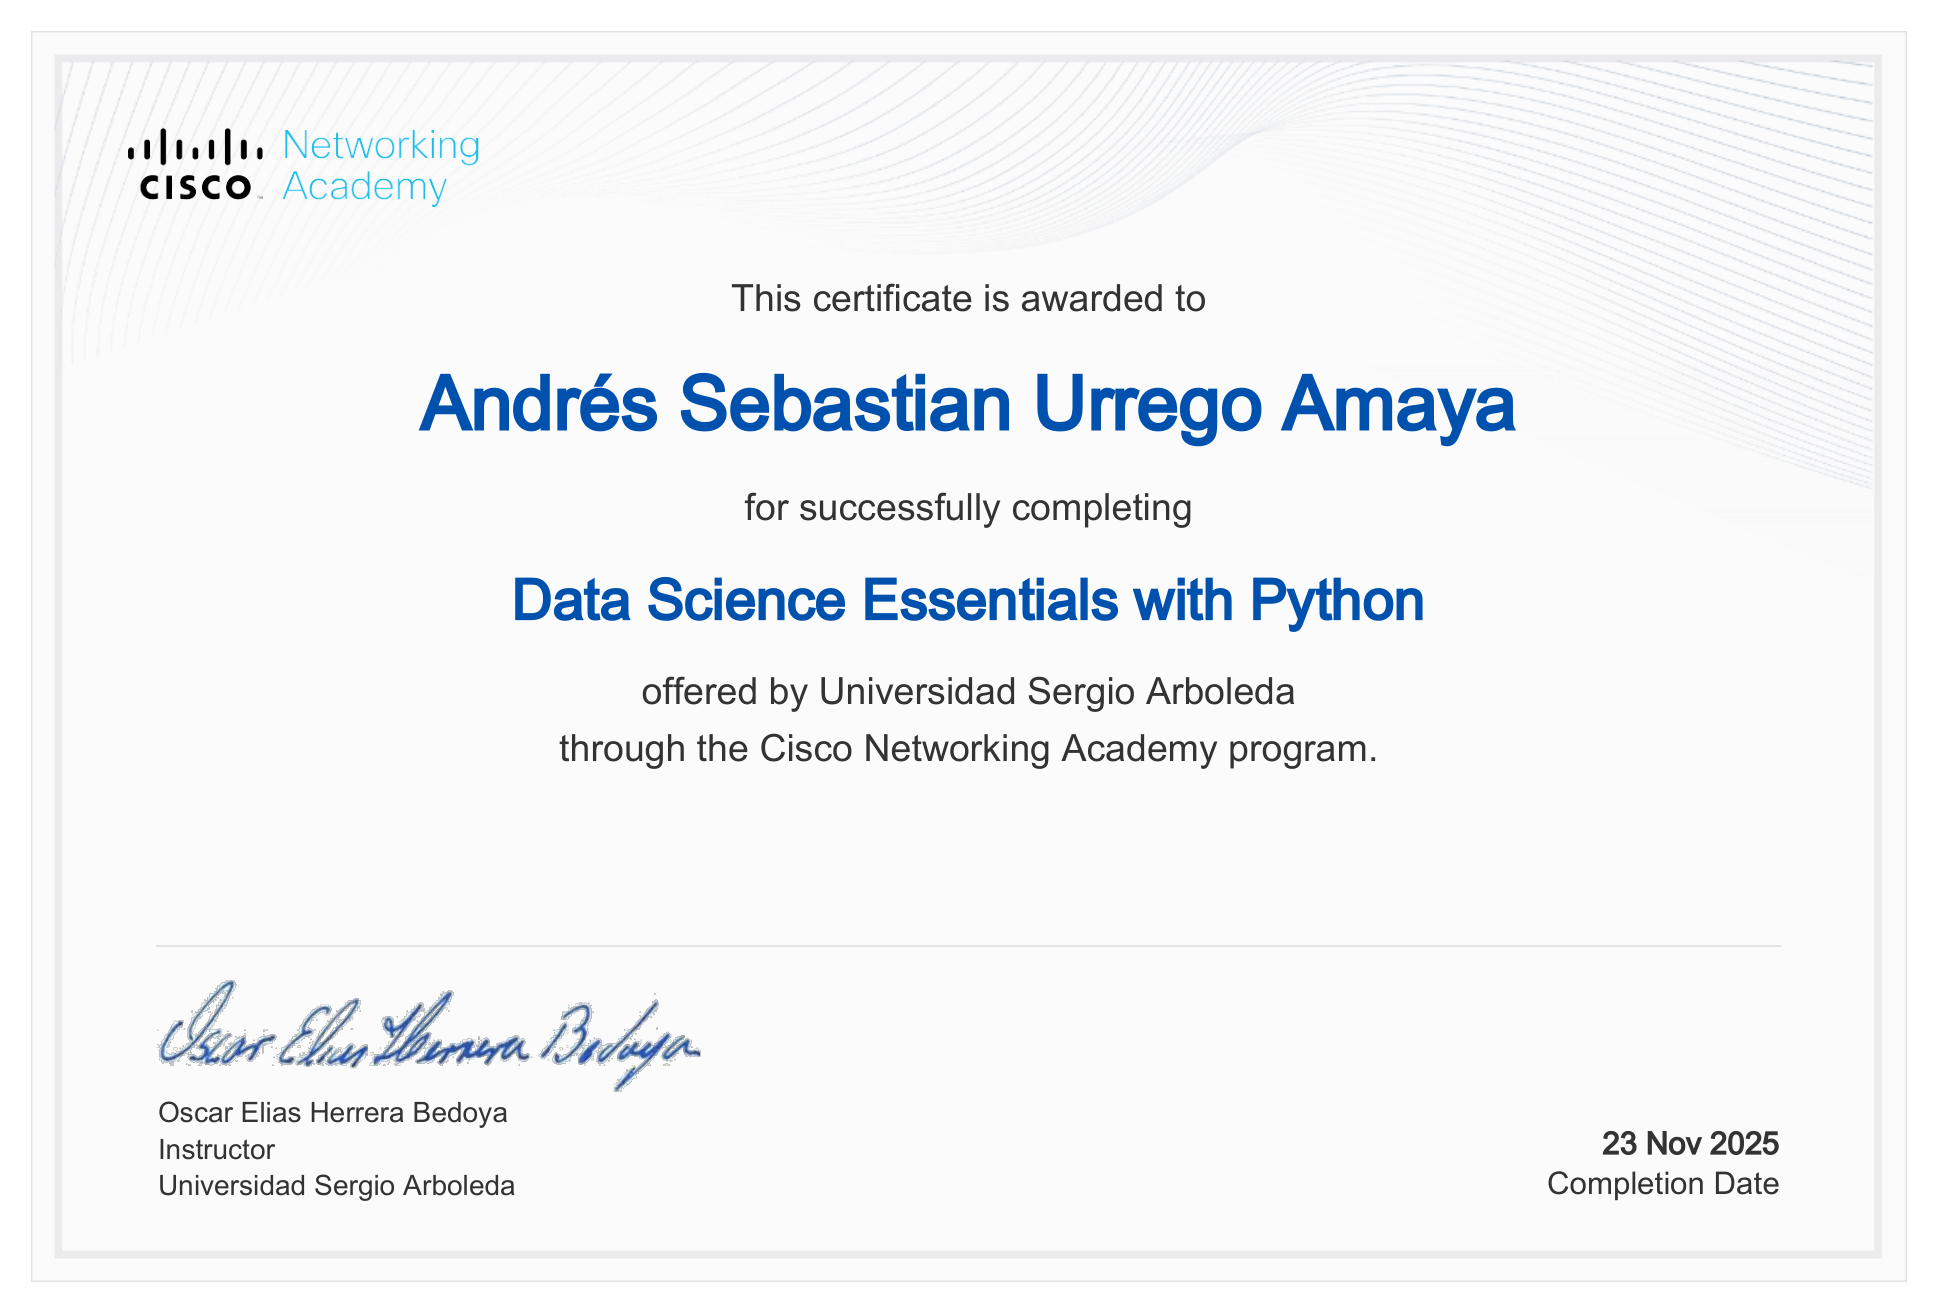 Networking
Academy
CISCO
This certificate is awarded to
Andrés Sebastian Urrego Amaya
for successfully completing
Data Science Essentials with Python
offered by Universidad Sergio Arboleda
through the Cisco Networking Academy program.
Oscar Elias Herrera Bedoya
Oscar Elias Herrera Bedoya
Instructor
Universidad Sergio Arboleda
23 Nov 2025
Completion Date